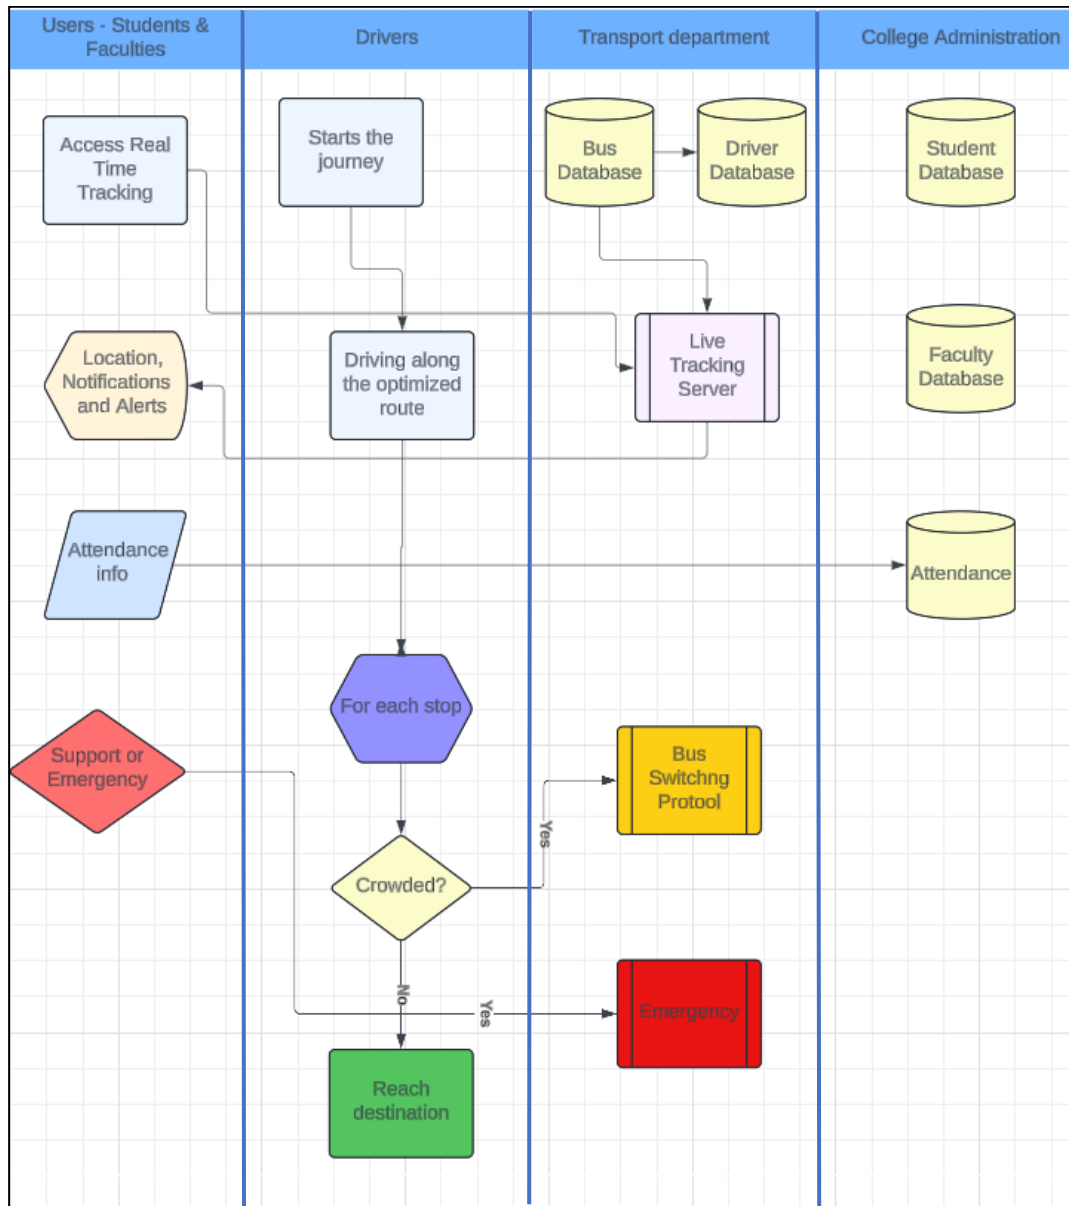 Users - Students &
Faculties
Drivers
Transport department
College Administration
Access Real
Time
Tracking
Starts the
journey
Bus
Database
Driver
Database
Student
Database
Location,
Notifications
and Alerts
Driving along
the optimized
route
Live
Tracking
Server
Faculty
Database
Attendance
info
Attendance
For each stop
Support or
Emergency
Bus
Switchng
Protool
Yes
Crowded?
No
Yes
Emergency
Reach
destination